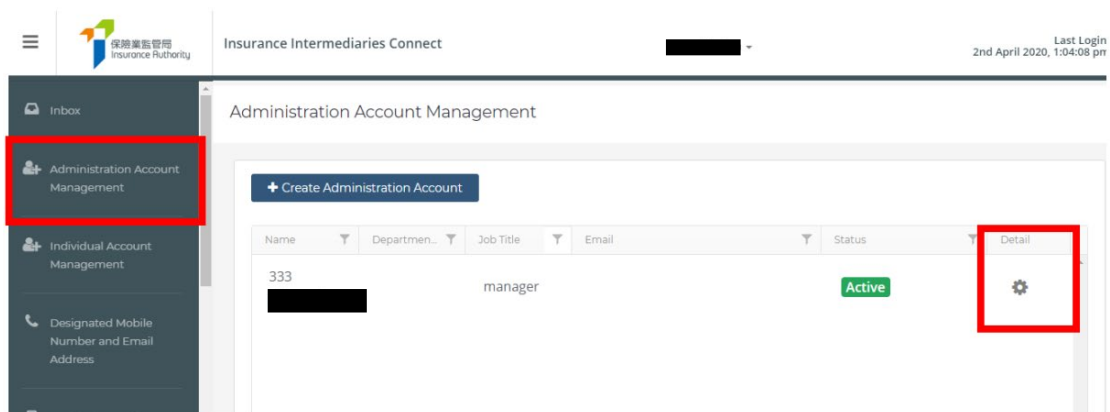 保險業監管局
Insurance Authority
Insurance Intermediaries Connect
Last Login
2nd April 2020, 1:04:08 pm
Inbox
Administration Account
Management
Individual Account
Management
Designated Mobile
Number and Email
Address
Administration Account Management
+ Create Administration Account
Name Departmen... Job Title Email Status Detail
333 manager Active